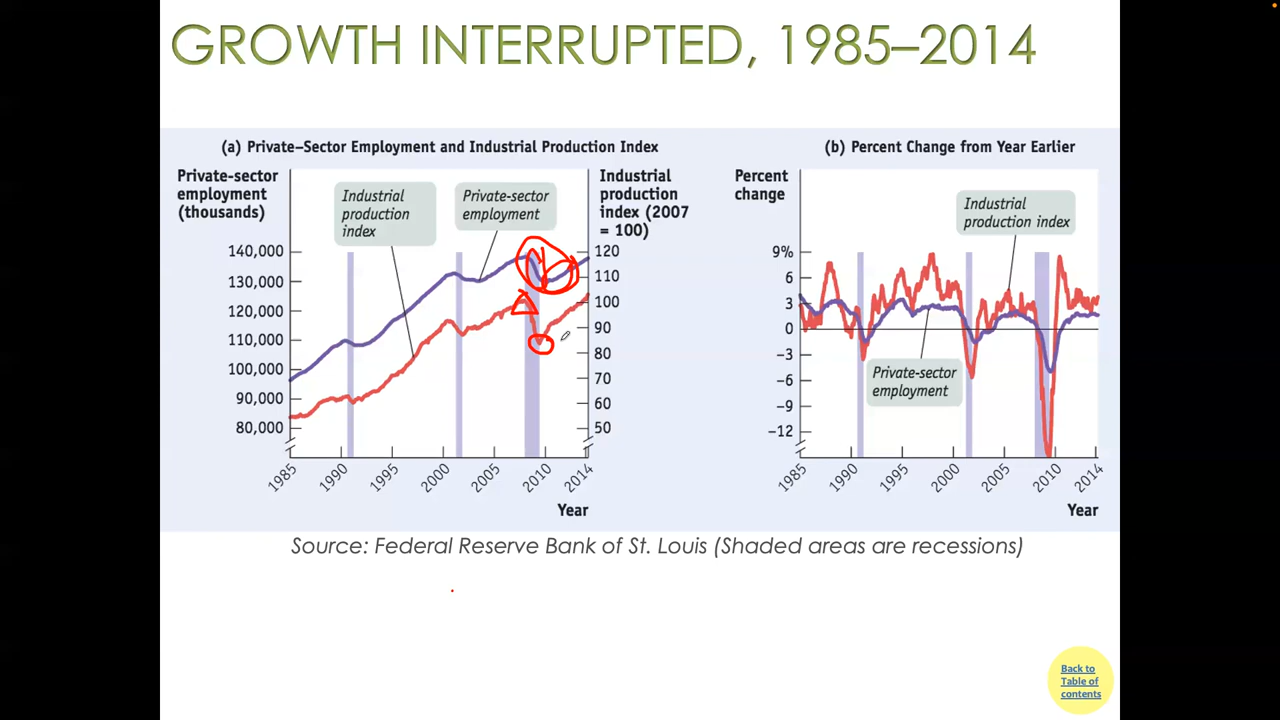 GROWTH INTERRUPTED, 1985–2014
(a) Private–Sector Employment and Industrial Production Index
Private-sector
employment
(thousands)
Industrial
production
index
Private-sector
employment
Industrial
production
index (2007
= 100)
140,000
130,000
120,000
110,000
100,000
90,000
80,000
120
110
100
90
80
70
60
50
1985
1990
1995
2000
2005
2010
2014
Year
(b) Percent Change from Year Earlier
Percent
change
Industrial
production index
9%
6
3
0
–3
–6
–9
–12
Private-sector
employment
1985
1990
1995
2000
2005
2010
2014
Year
Source: Federal Reserve Bank of St. Louis (Shaded areas are recessions)
Back to
Table of
contents